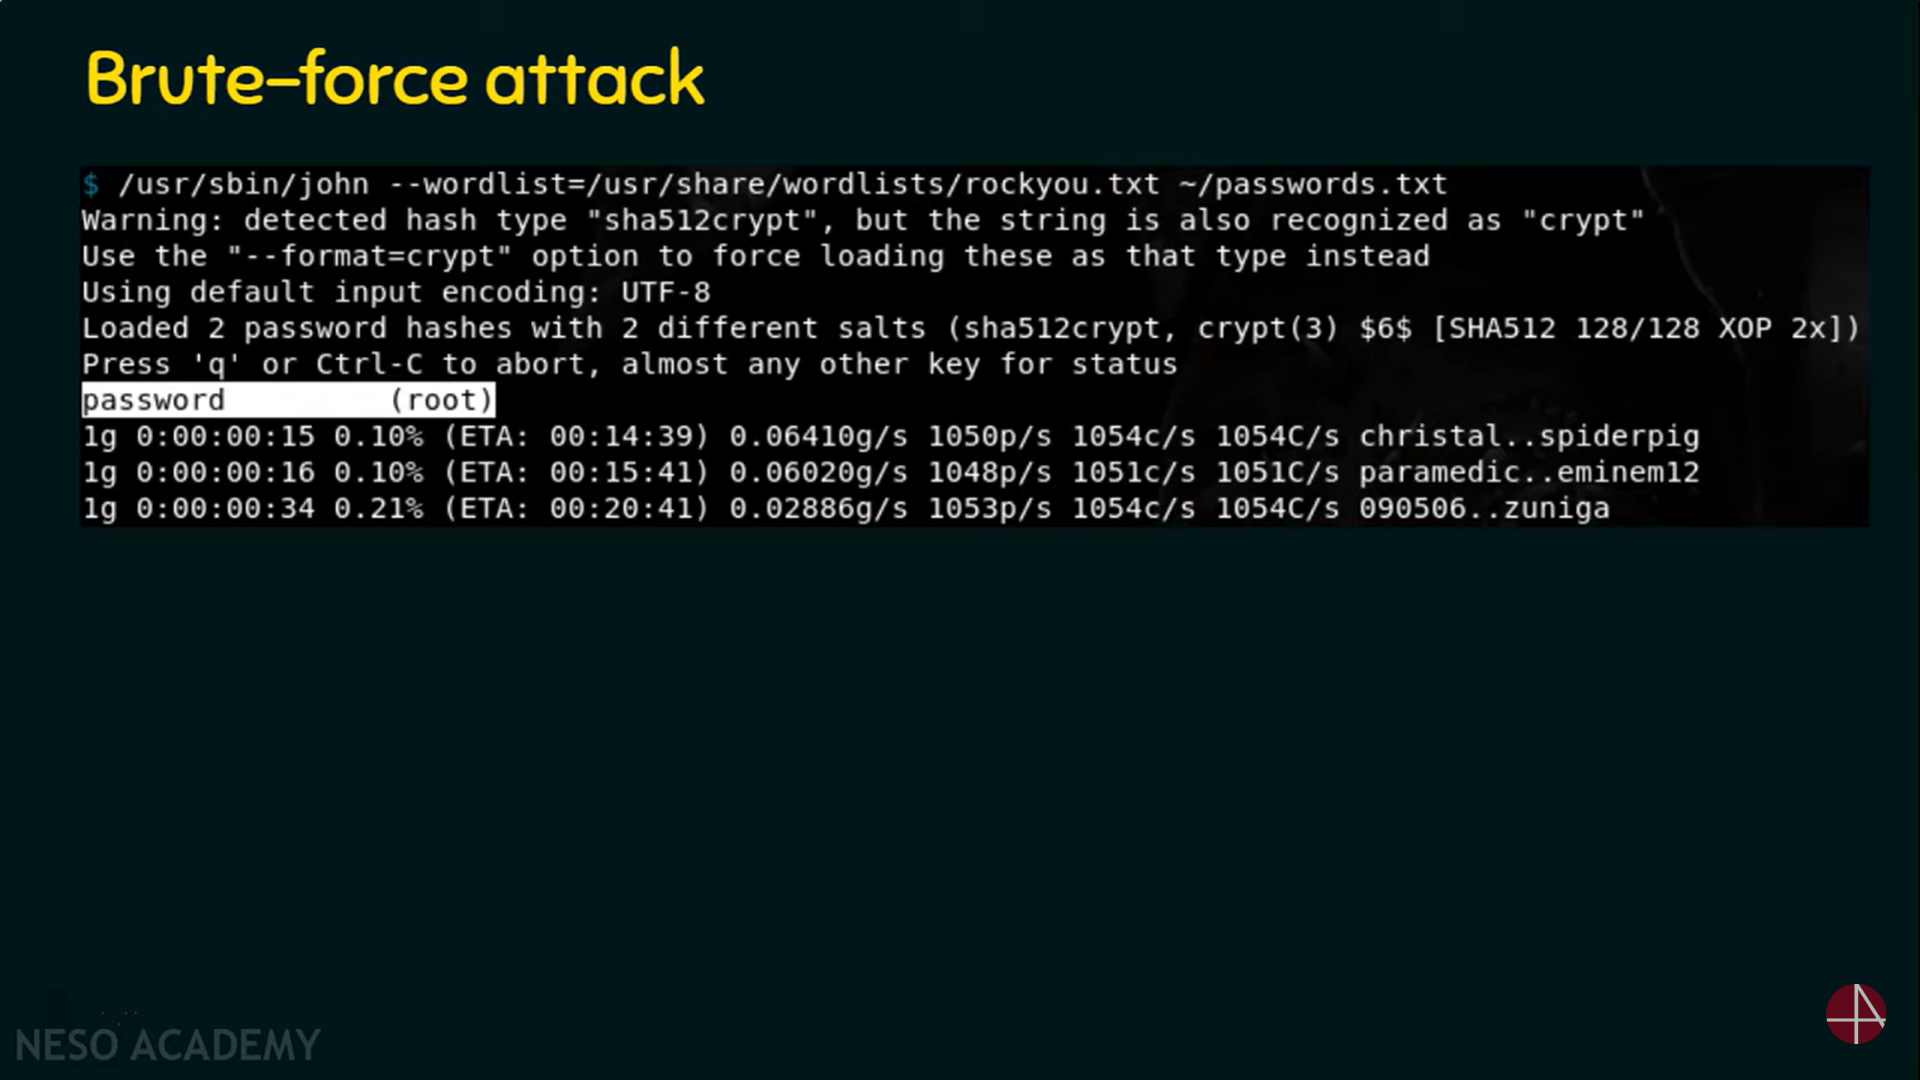 Brute-force attack
$ /usr/sbin/john --wordlist=/usr/share/wordlists/rockyou.txt ~/passwords.txt
Warning: detected hash type "sha512crypt", but the string is also recognized as "crypt"
Use the "--format=crypt" option to force loading these as that type instead
Using default input encoding: UTF-8
Loaded 2 password hashes with 2 different salts (sha512crypt, crypt(3) $6$ [SHA512 128/128 XOP 2x])
Press 'q' or Ctrl-C to abort, almost any other key for status
password         (root)
1g 0:00:00:15 0.10% (ETA: 00:14:39) 0.06410g/s 1050p/s 1054c/s 1054C/s christal..spiderpig
1g 0:00:00:16 0.10% (ETA: 00:15:41) 0.06020g/s 1048p/s 1051c/s 1051C/s paramedic..eminem12
1g 0:00:00:34 0.21% (ETA: 00:20:41) 0.02886g/s 1053p/s 1054c/s 1054C/s 090506..zuniga
NESO ACADEMY